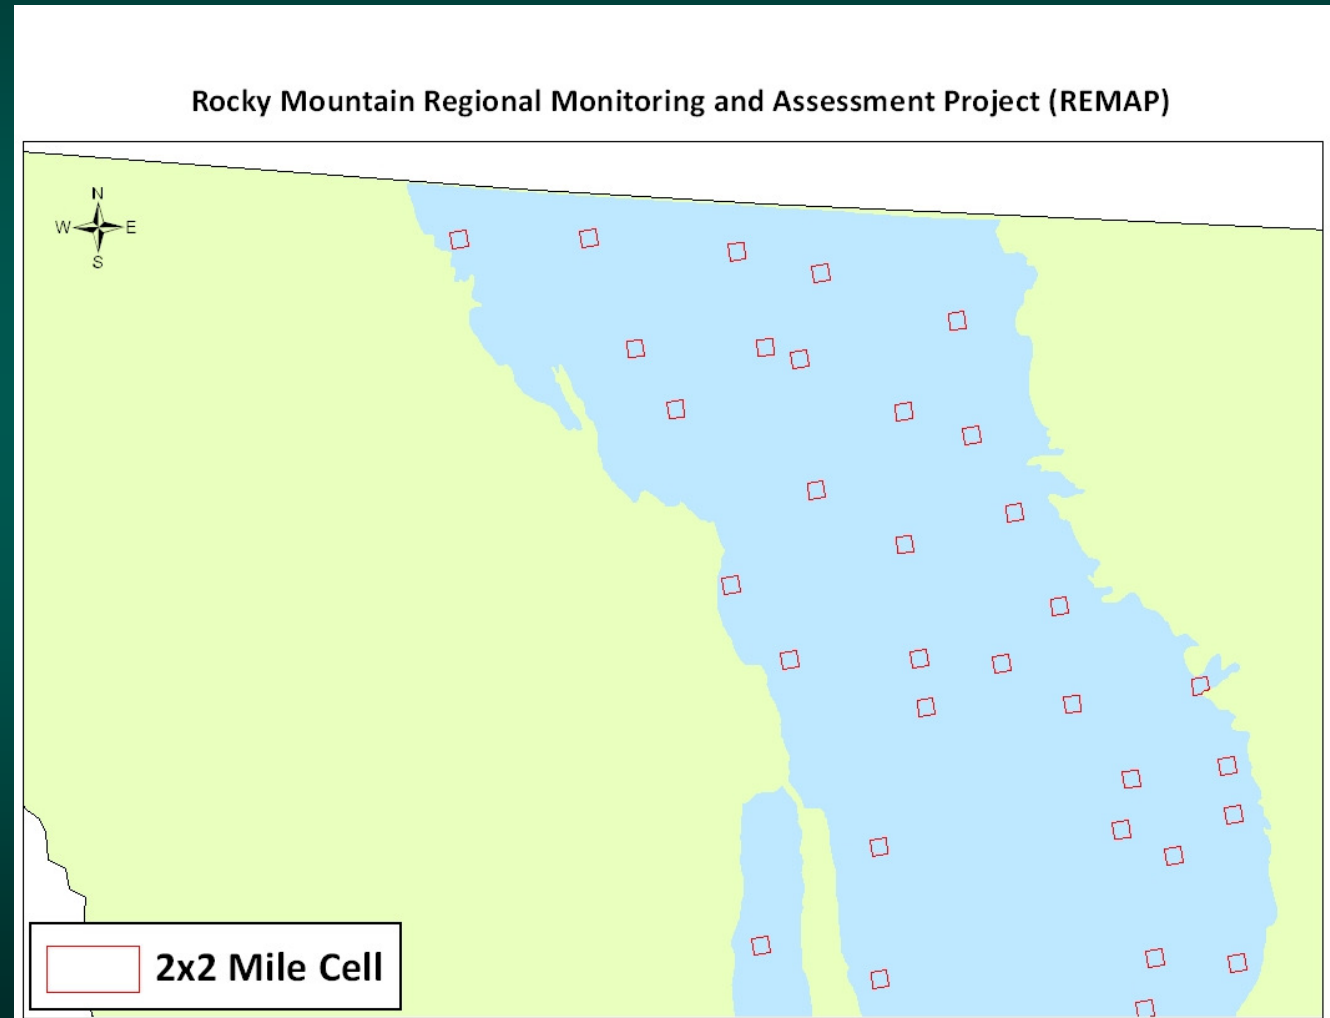 Rocky Mountain Regional Monitoring and Assessment Project (REMAP)
N
W E
S
2x2 Mile Cell